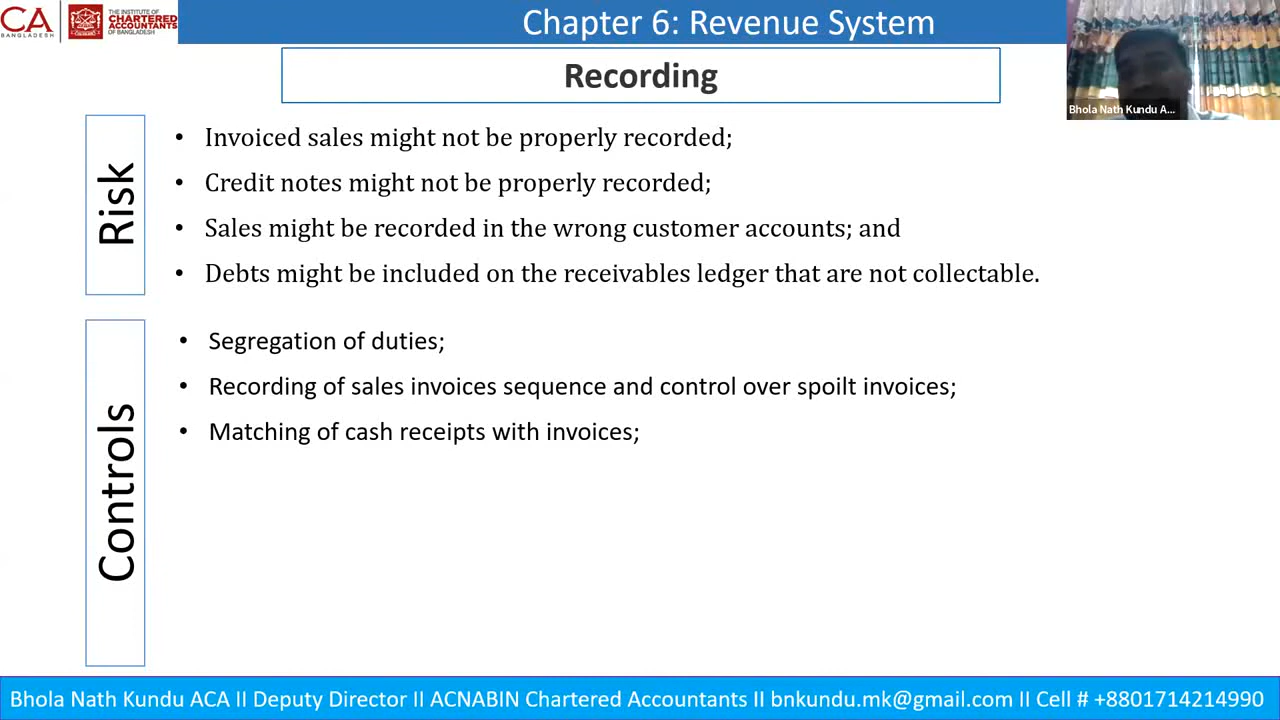 CA
BANGLADESH
THE INSTITUTE OF
CHARTERED
ACCOUNTANTS
OF BANGLADESH
Chapter 6: Revenue System
Bhola Nath Kundu A...
Recording
Risk
• Invoiced sales might not be properly recorded;
• Credit notes might not be properly recorded;
• Sales might be recorded in the wrong customer accounts; and
• Debts might be included on the receivables ledger that are not collectable.
Controls
• Segregation of duties;
• Recording of sales invoices sequence and control over spoilt invoices;
• Matching of cash receipts with invoices;
Bhola Nath Kundu ACA II Deputy Director II ACNABIN Chartered Accountants II bnkundu.mk@gmail.com II Cell # +8801714214990